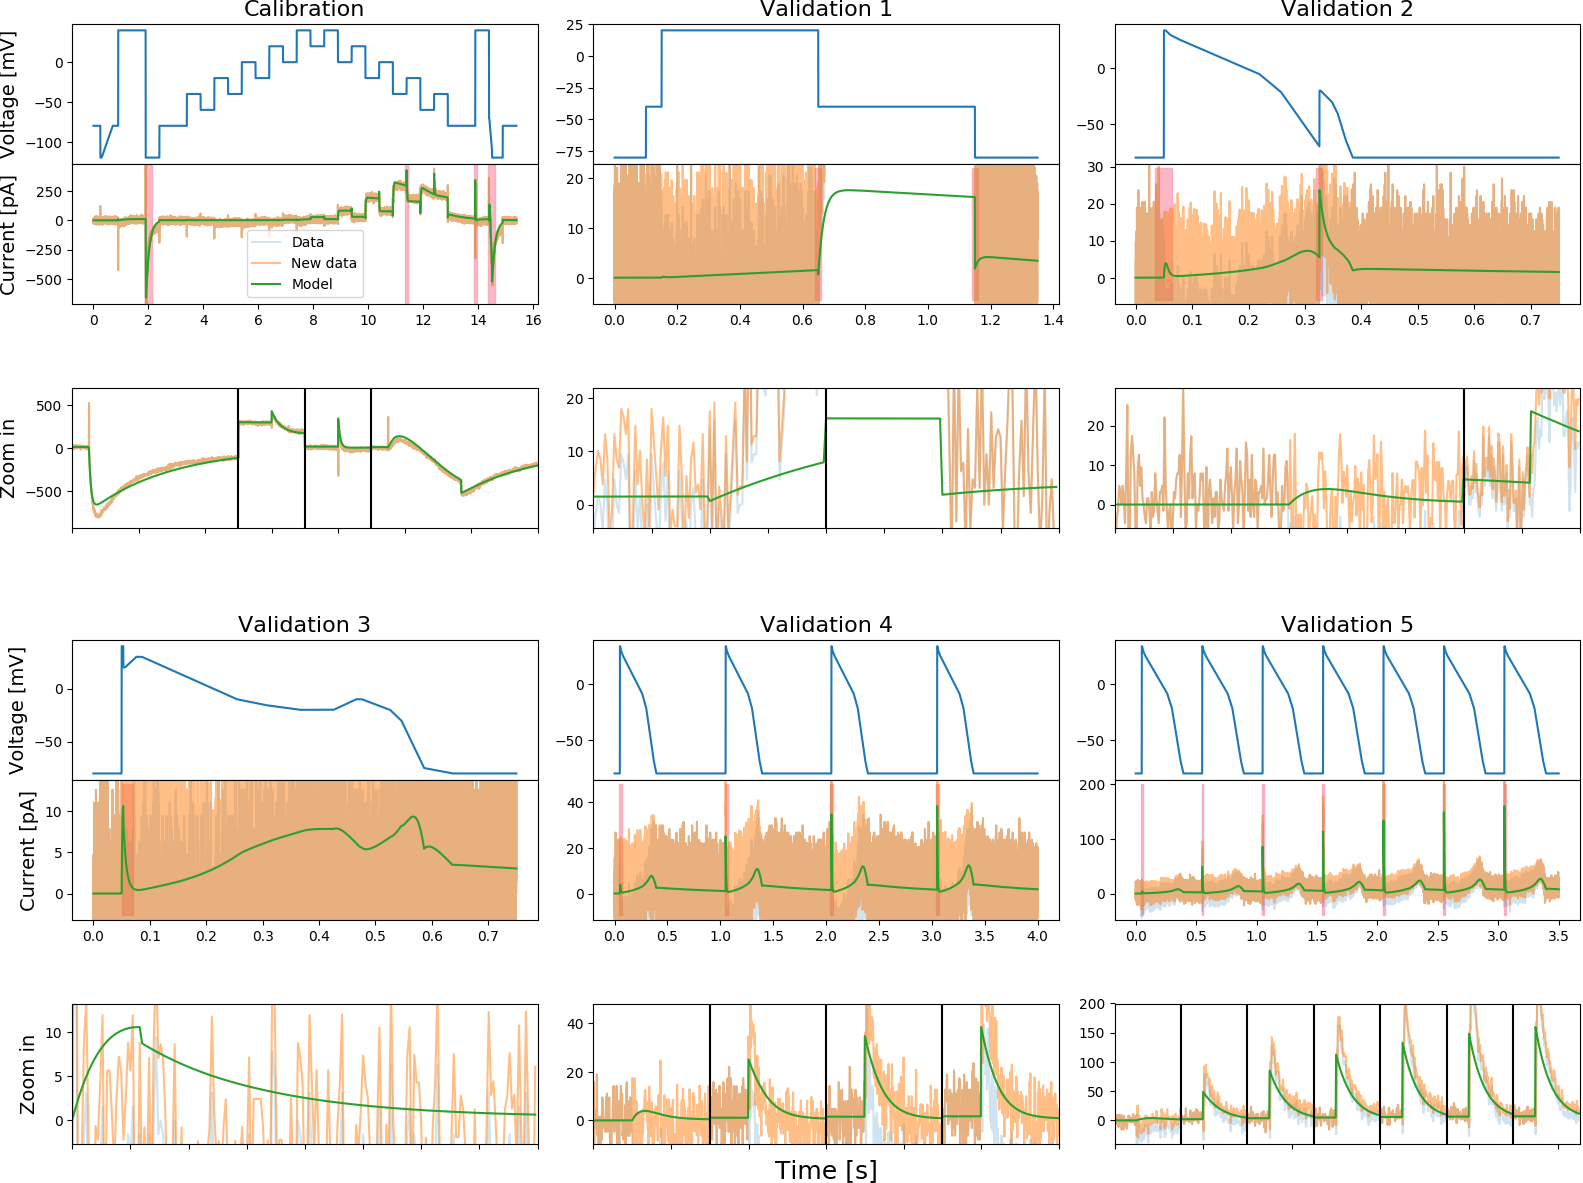 Calibration
Validation 1
Validation 2
Voltage [mV]
0
−50
−100
25
0
−25
−50
−75
0
−50
Current [pA]
250
0
−250
−500
Data
New data
Model
20
10
0
30
20
10
0
0 2 4 6 8 10 12 14 16
0.0 0.2 0.4 0.6 0.8 1.0 1.2 1.4
0.0 0.1 0.2 0.3 0.4 0.5 0.6 0.7
Zoom in
500
0
−500
20
10
0
20
10
0
Validation 3
Validation 4
Validation 5
Voltage [mV]
0
−50
0
−50
0
−50
Current [pA]
10
5
0
40
20
0
200
100
0
0.0 0.1 0.2 0.3 0.4 0.5 0.6 0.7
0.0 0.5 1.0 1.5 2.0 2.5 3.0 3.5 4.0
0.0 0.5 1.0 1.5 2.0 2.5 3.0 3.5
Zoom in
10
5
0
40
20
0
200
150
100
50
0
Time [s]